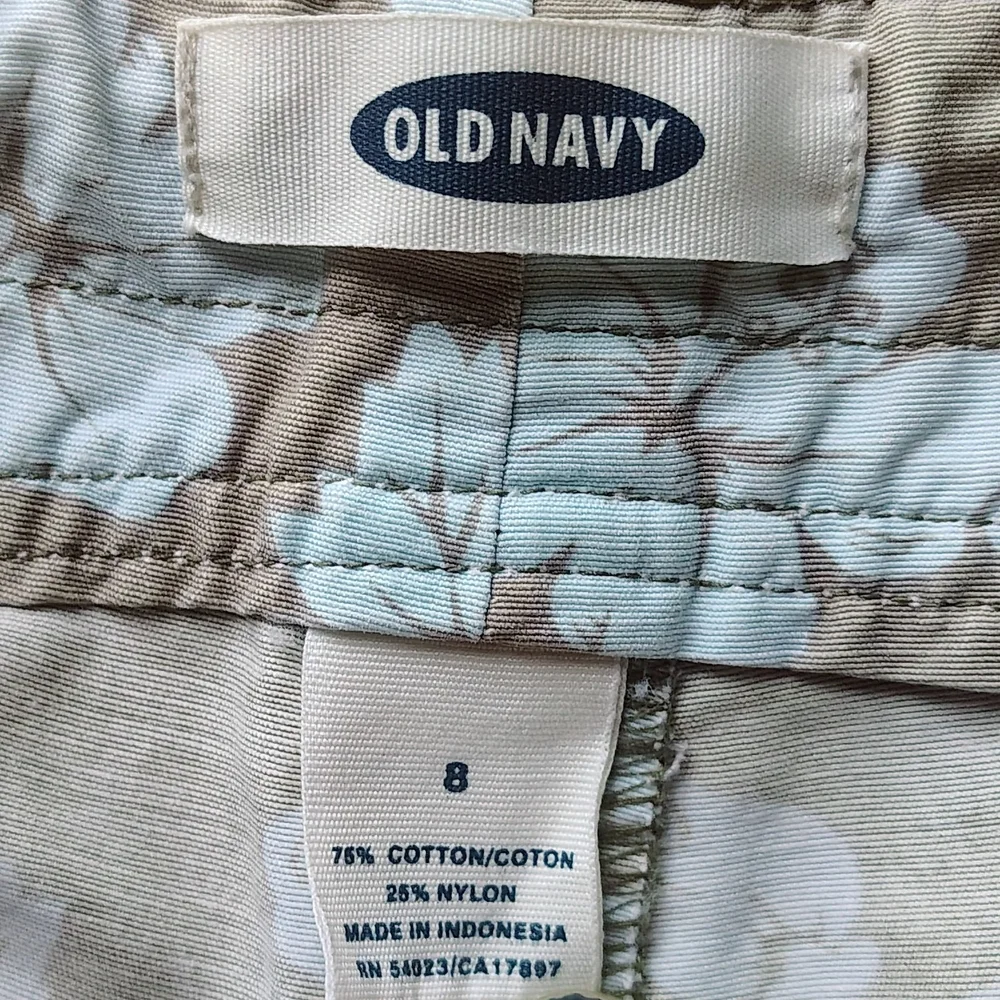 OLD NAVY
8
75% COTTON/COTON
25% NYLON
MADE IN INDONESIA
RN 54023/CA17897